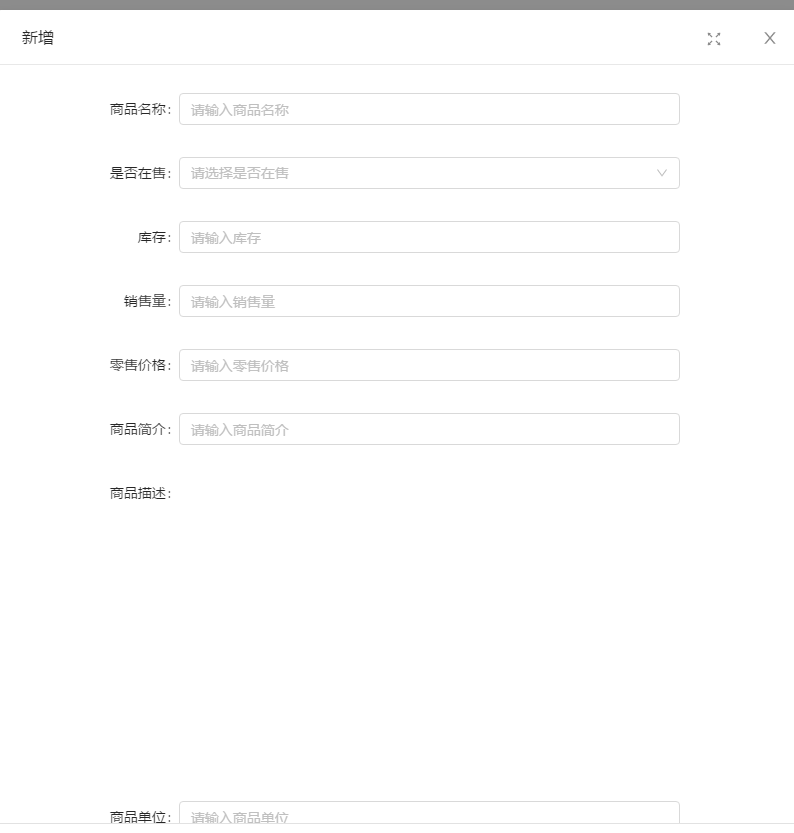 新增
商品名称: 请输入商品名称
是否在售: 请选择是否在售
库存: 请输入库存
销售量: 请输入销售量
零售价格: 请输入零售价格
商品简介: 请输入商品简介
商品描述:
商品单位: 请输入商品单位